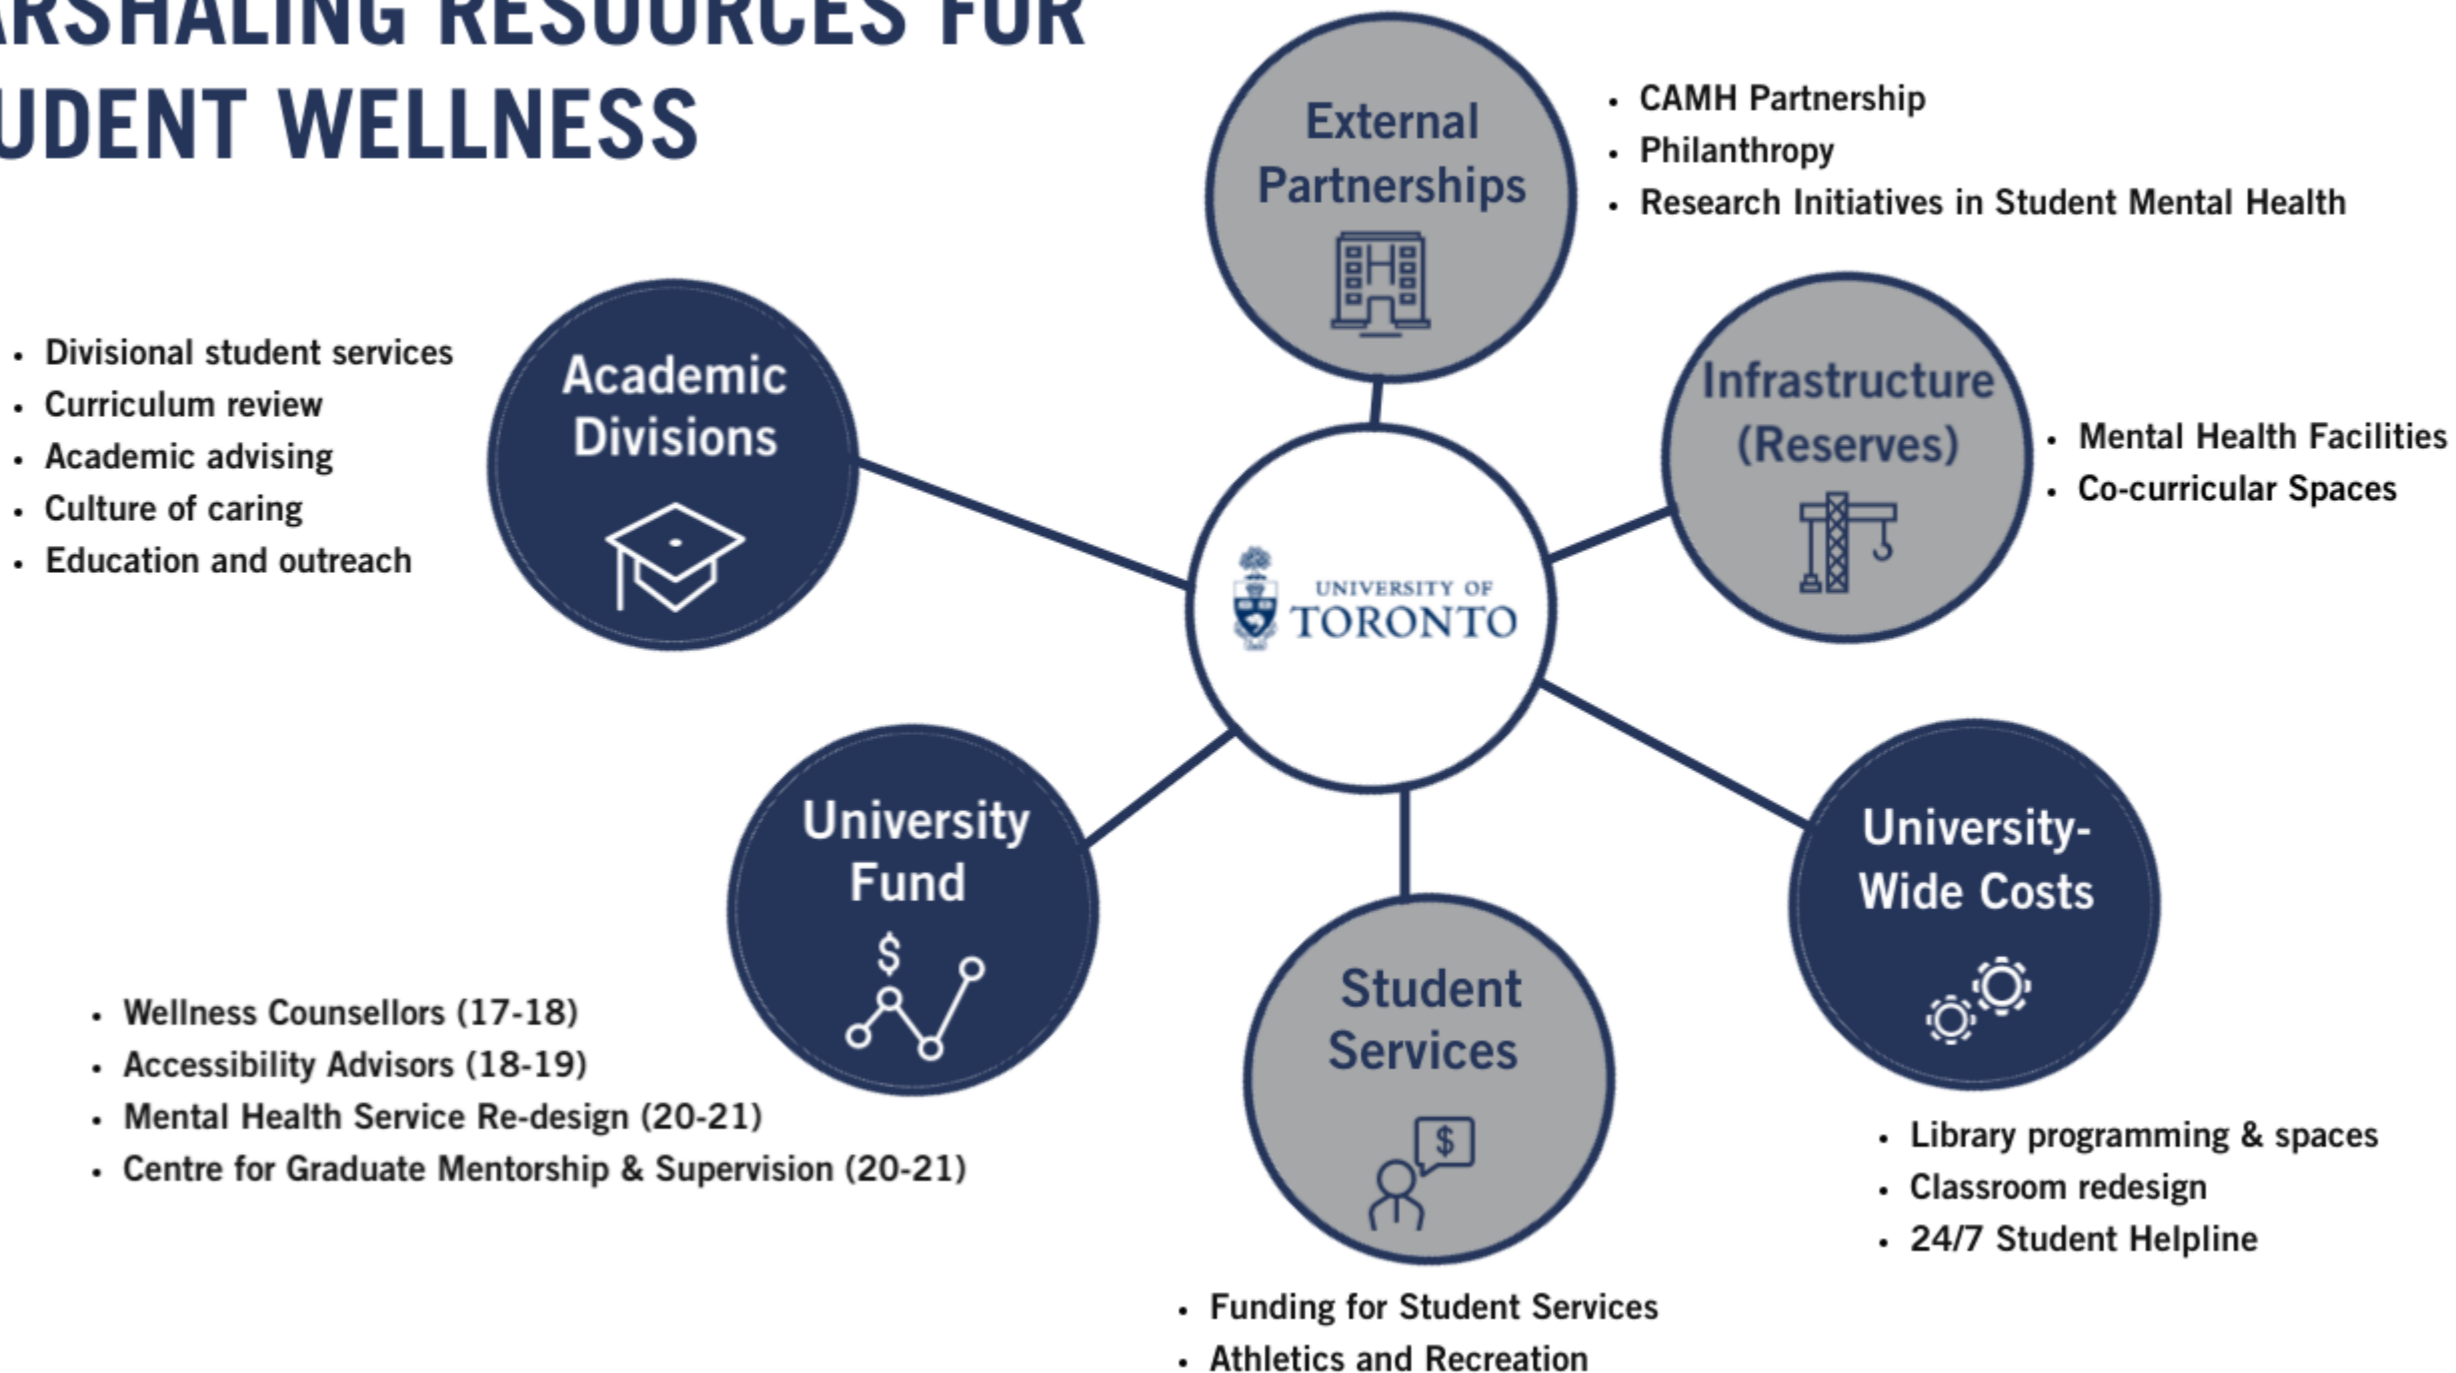 ARSHALING RESOURCES FOR
UDENT WELLNESS
External
Partnerships
• CAMH Partnership
• Philanthropy
• Research Initiatives in Student Mental Health
• Divisional student services
• Curriculum review
• Academic advising
• Culture of caring
• Education and outreach
Academic
Divisions
Infrastructure
(Reserves)
• Mental Health Facilities
• Co-curricular Spaces
UNIVERSITY OF
TORONTO
University
Fund
$
• Wellness Counsellors (17-18)
• Accessibility Advisors (18-19)
• Mental Health Service Re-design (20-21)
• Centre for Graduate Mentorship & Supervision (20-21)
Student
Services
$
• Funding for Student Services
• Athletics and Recreation
University-
Wide Costs
• Library programming & spaces
• Classroom redesign
• 24/7 Student Helpline